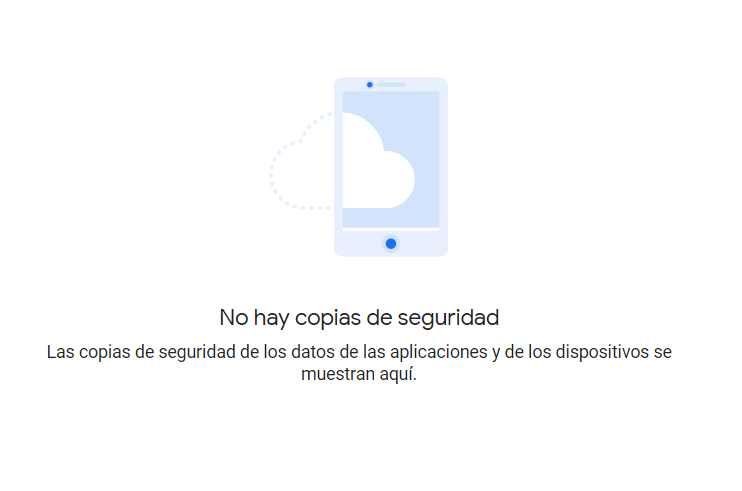 No hay copias de seguridad
Las copias de seguridad de los datos de las aplicaciones y de los dispositivos se
muestran aquí.